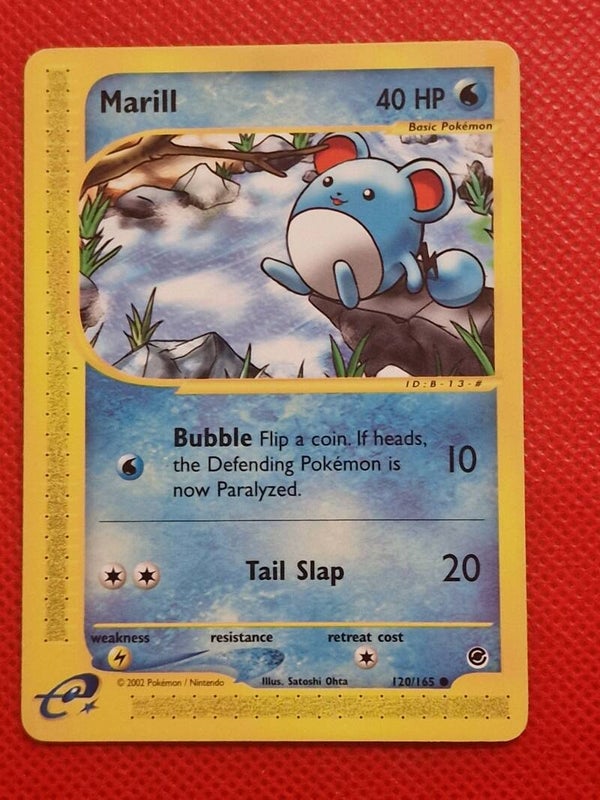 Marill 40 HP
Basic Pokémon
ID:B-13-#
Bubble Flip a coin. If heads,
the Defending Pokémon is 10
now Paralyzed.
Tail Slap 20
weakness resistance retreat cost
© 2002 Pokémon / Nintendo Illus. Satoshi Ohta 120/165
e